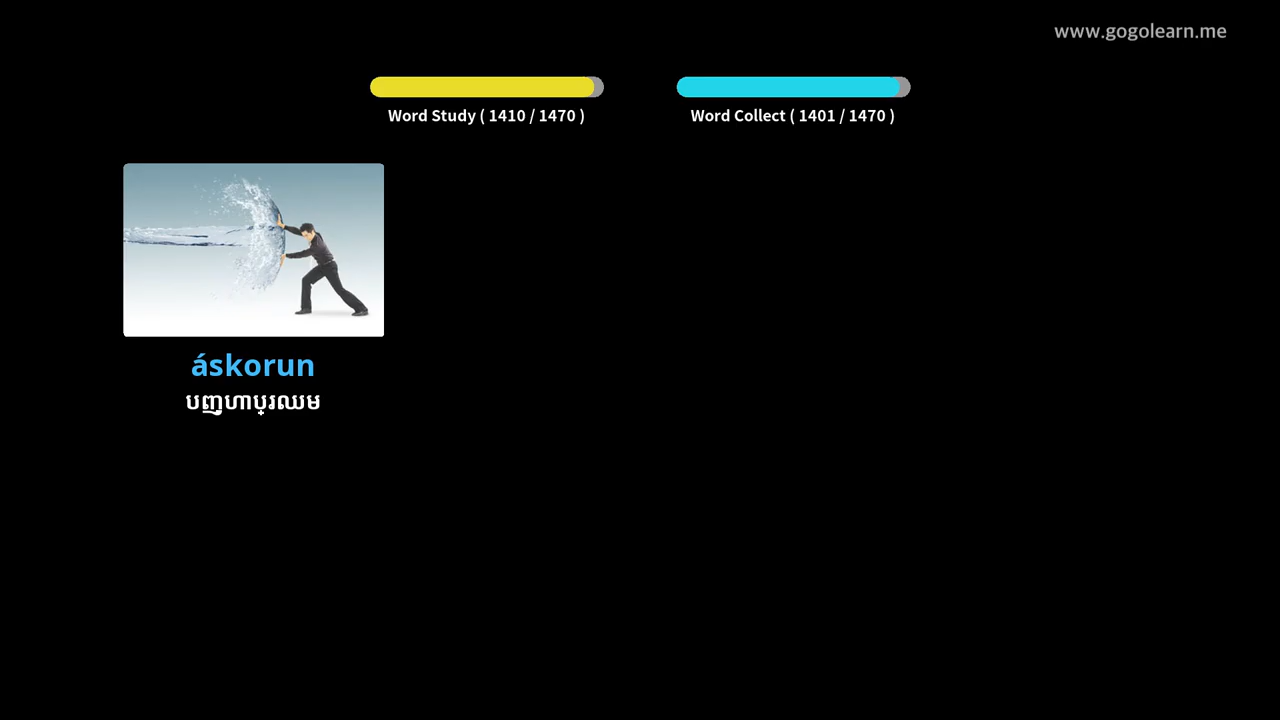 www.gogolearn.me
Word Study ( 1410 / 1470 )
Word Collect ( 1401 / 1470 )
áskorun
បញ្ហាប្រឈម